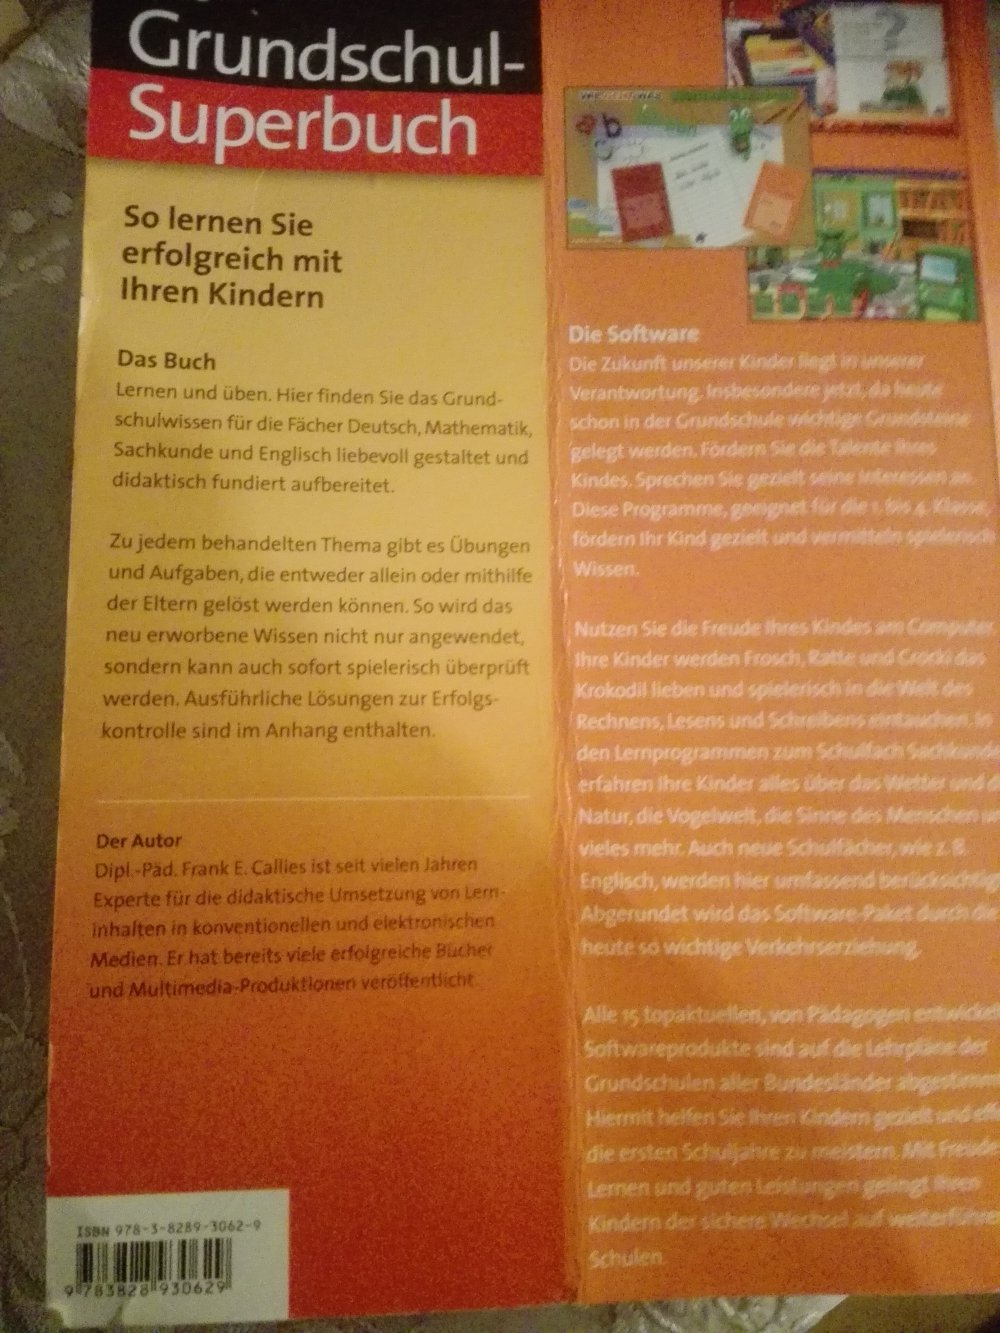 Grundschul-
Superbuch
So lernen Sie
erfolgreich mit
Ihren Kindern
Das Buch
Lernen und üben. Hier finden Sie das Grund-
schulwissen für die Fächer Deutsch, Mathematik,
Sachkunde und Englisch liebevoll gestaltet und
didaktisch fundiert aufbereitet.
Zu jedem behandelten Thema gibt es Übungen
und Aufgaben, die entweder allein oder mithilfe
der Eltern gelöst werden können. So wird das
neu erworbene Wissen nicht nur angewendet,
sondern kann auch sofort spielerisch überprüft
werden. Ausführliche Lösungen zur Erfolgs-
kontrolle sind im Anhang enthalten.
Der Autor
Dipl.-Päd. Frank E. Callies ist seit vielen Jahren
Experte für die didaktische Umsetzung von Lern-
inhalten in konventionellen und elektronischen
Medien. Er hat bereits viele erfolgreiche Bücher
und Multimedia-Produktionen veröffentlicht
ISBN 978-3-8289-3062-9
9 783828 930629
Die Software
Die Zukunft unserer Kinder liegt in unserer
Verantwortung. Insbesondere jetzt, da heute
schon in der Grundschule wichtige Grundsteine
gelegt werden. Fördern Sie die Talente Ihres
Kindes. Sprechen Sie gezielt seine Interessen an.
Diese Programme, geeignet für die 1. bis 4. Klasse,
fördern Ihr Kind gezielt und vermitteln spielerisch
Wissen.
Nutzen Sie die Freude Ihres Kindes am Computer
Ihre Kinder werden Frosch, Ratte und Crocki das
Krokodil lieben und spielerisch in die Welt des
Rechnens, Lesens und Schreibens eintauchen. In
den Lernprogrammen zum Schulfach Sachkunde
erfahren Ihre Kinder alles über das Wetter und d
Natur, die Vogelwelt, die Sinne des Menschen u
vieles mehr. Auch neue Schulfächer, wie z. B.
Englisch, werden hier umfassend berücksichtig
Abgerundet wird das Software-Paket durch die
heute so wichtige Verkehrserziehung.
Alle 15 topaktuellen, von Pädagogen entwickel
Softwareprodukte sind auf die Lehrpläne der
Grundschulen aller Bundesländer abgestimm
Hiermit helfen Sie Ihren Kindern gezielt und eff
die ersten Schuljahre zu meistern. Mit Freude
Lernen und guten Leistungen gelingt Ihren
Kindern der sichere Wechsel auf weiterführe
Schulen.